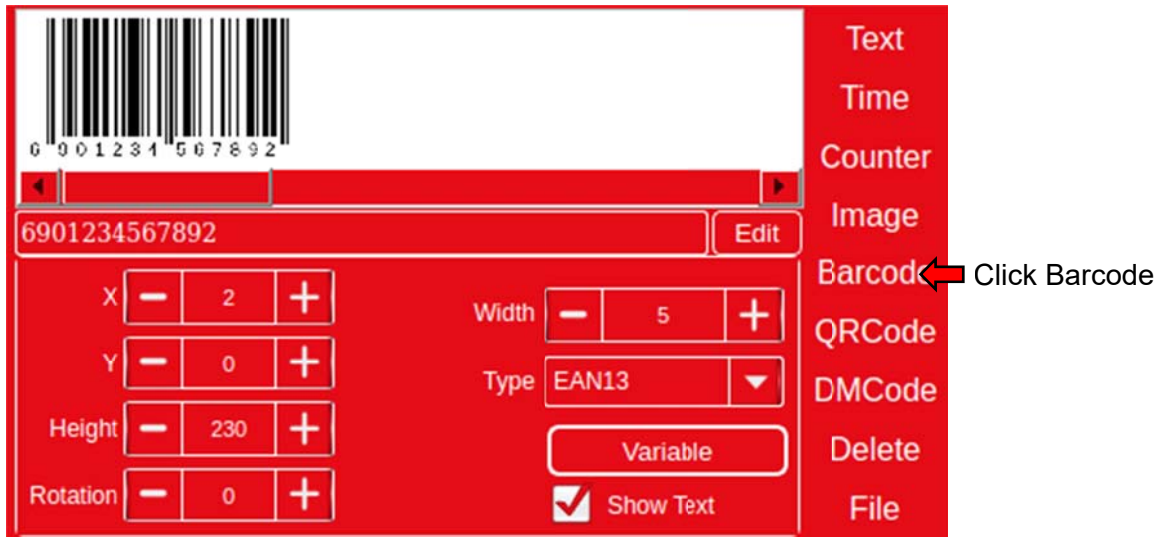 6 901234 567892
6901234567892
Edit
X
2
Y
0
Height
230
Rotation
0
Width
5
Type
EAN13
Variable
Show Text
Text
Time
Counter
Image
Barcode
QRCode
DMCode
Delete
File
Click Barcode